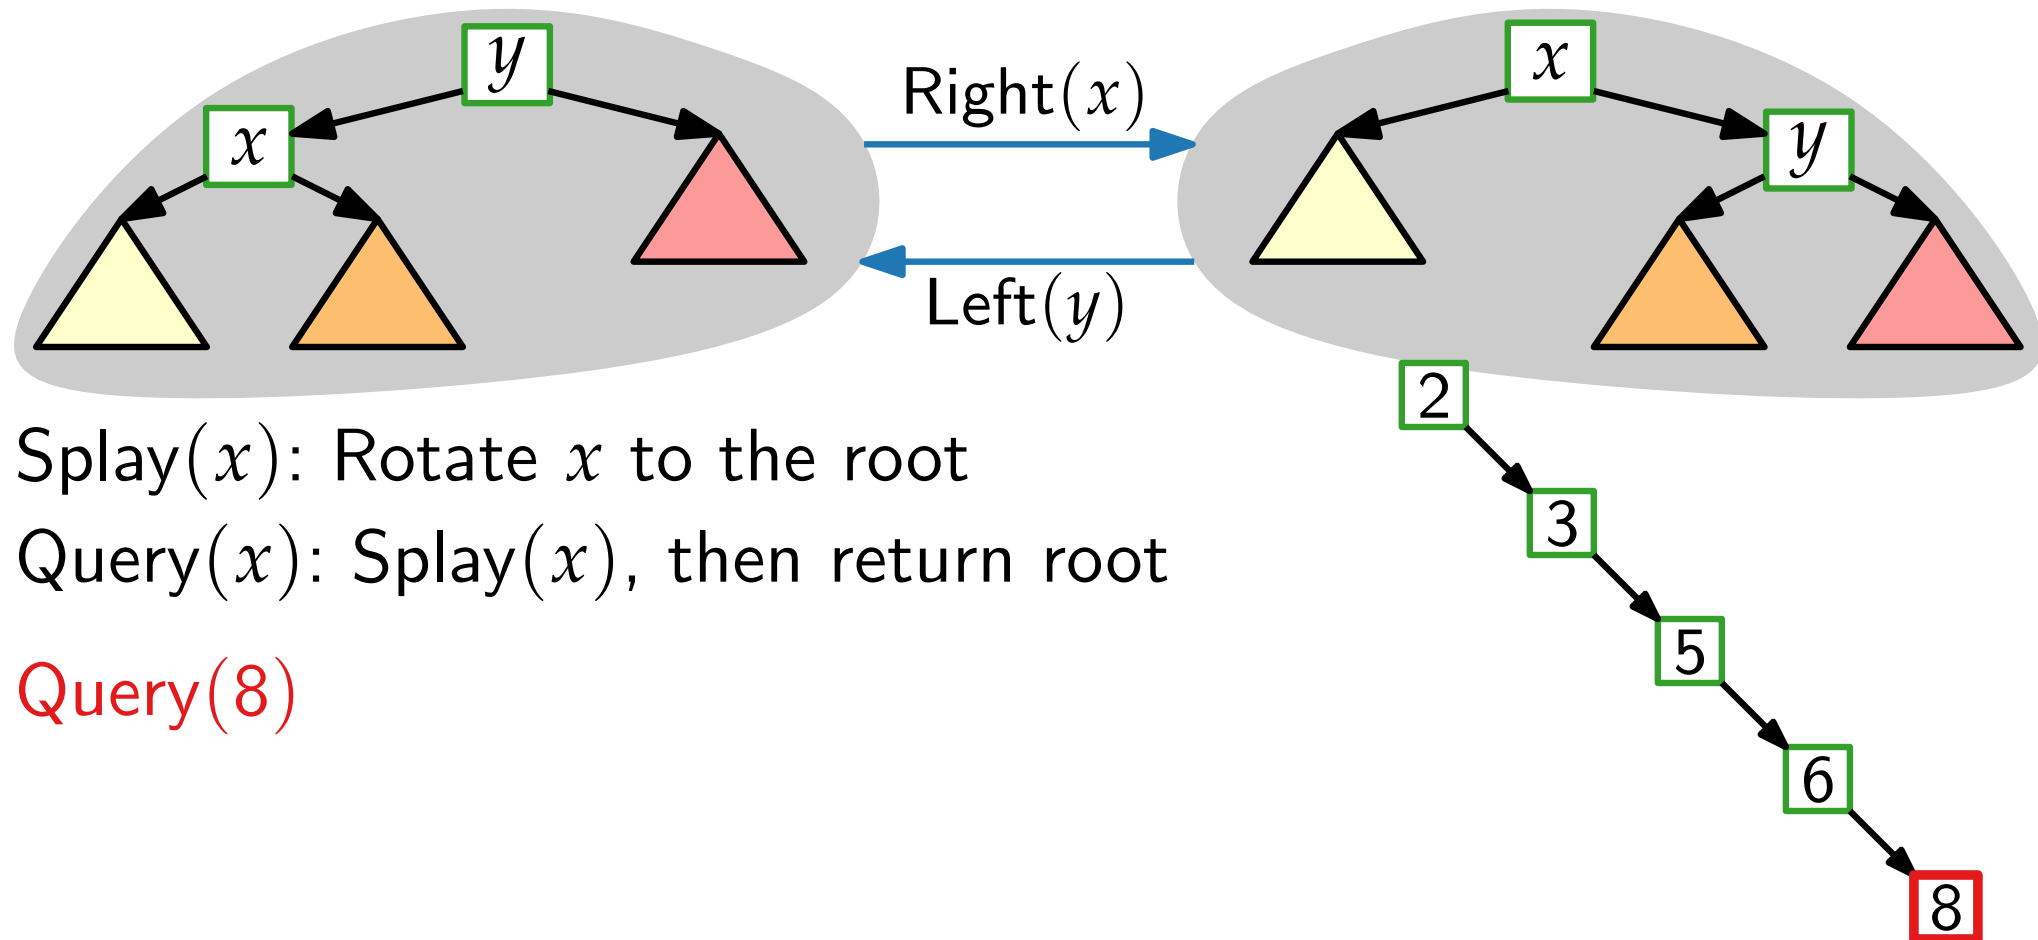 y
x
Right(x)
x
y
Left(y)
Splay(x): Rotate x to the root
Query(x): Splay(x), then return root
Query(8)
2
3
5
6
8